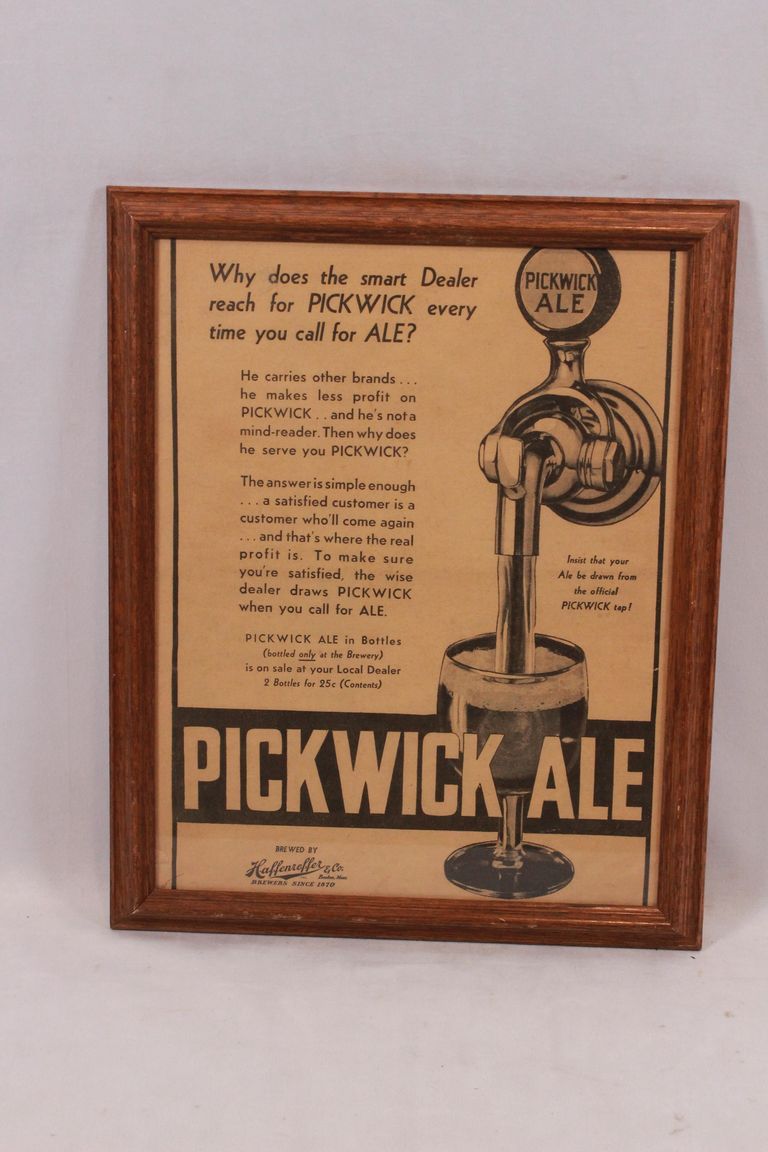 Why does the smart Dealer
reach for PICKWICK every
time you call for ALE?
PICKWICK
ALE
He carries other brands ...
he makes less profit on
PICKWICK .. and he's not a
mind-reader. Then why does
he serve you PICKWICK?
The answer is simple enough
... a satisfied customer is a
customer who'll come again
... and that's where the real
profit is. To make sure
you're satisfied, the wise
dealer draws PICKWICK
when you call for ALE.
Insist that your
Ale be drawn from
the official
PICKWICK tap!
PICKWICK ALE in Bottles
(bottled only at the Brewery)
is on sale at your Local Dealer
2 Bottles for 25c (Contents)
PICKWICK ALE
BREWED BY
Haffenreffer & Co.
Boston, Mass.
BREWERS SINCE 1870